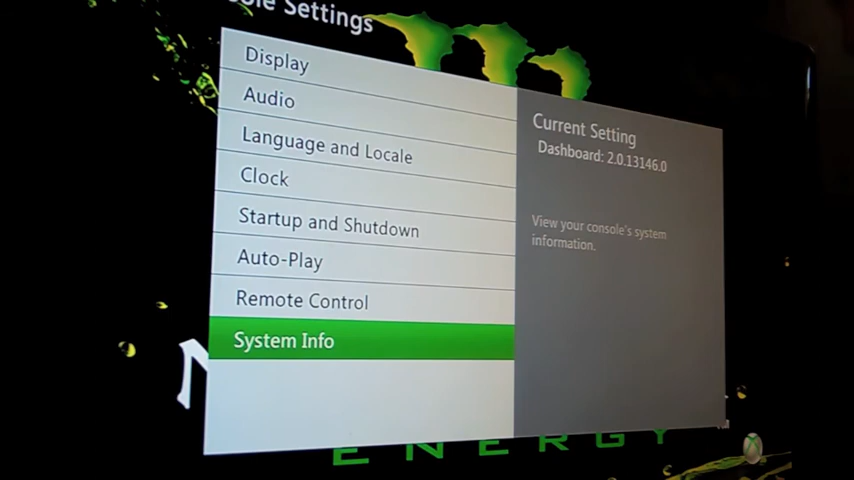 ole Settings
Display
Audio
Language and Locale
Clock
Startup and Shutdown
Auto-Play
Remote Control
System Info
Current Setting
Dashboard: 2.0.13146.0
View your console's system
information.
ENERGY